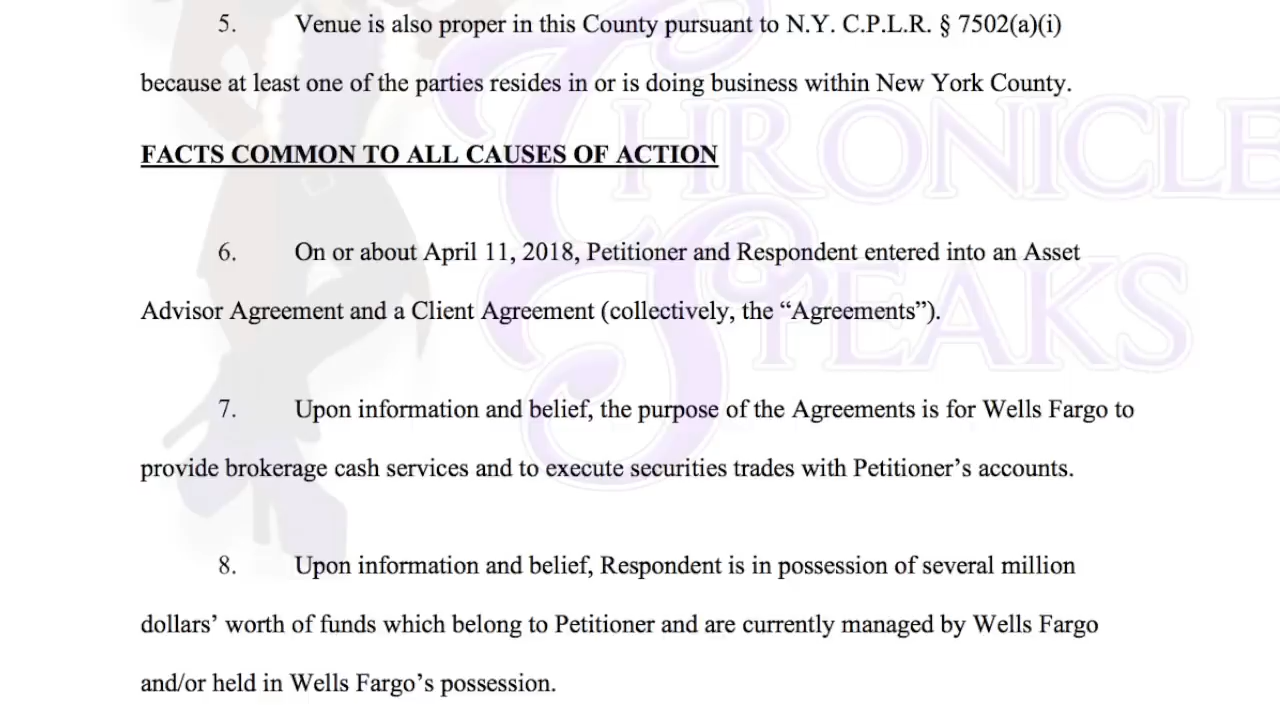 5. Venue is also proper in this County pursuant to N.Y. C.P.L.R. § 7502(a)(i)
because at least one of the parties resides in or is doing business within New York County.
FACTS COMMON TO ALL CAUSES OF ACTION
CHRONICLE
SPEAKS
6. On or about April 11, 2018, Petitioner and Respondent entered into an Asset
Advisor Agreement and a Client Agreement (collectively, the “Agreements”).
7. Upon information and belief, the purpose of the Agreements is for Wells Fargo to
provide brokerage cash services and to execute securities trades with Petitioner’s accounts.
8. Upon information and belief, Respondent is in possession of several million
dollars’ worth of funds which belong to Petitioner and are currently managed by Wells Fargo
and/or held in Wells Fargo’s possession.